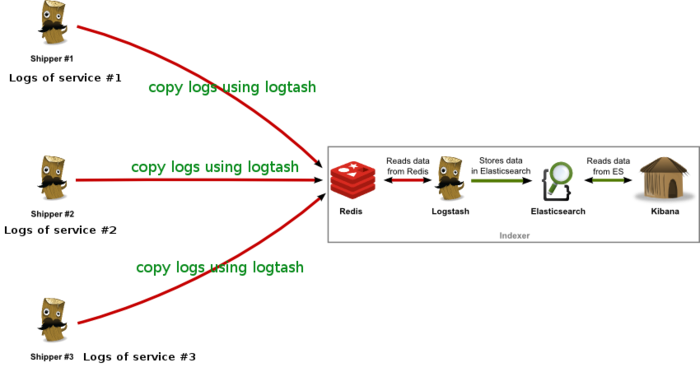 Shipper #1
Logs of service #1
copy logs using logtash
copy logs using logtash
Shipper #2
Logs of service #2
copy logs using logtash
Shipper #3
Logs of service #3
Reads data
from Redis
Stores data
in Elasticsearch
Reads data
from ES
Redis
Logstash
Elasticsearch
Kibana
Indexer